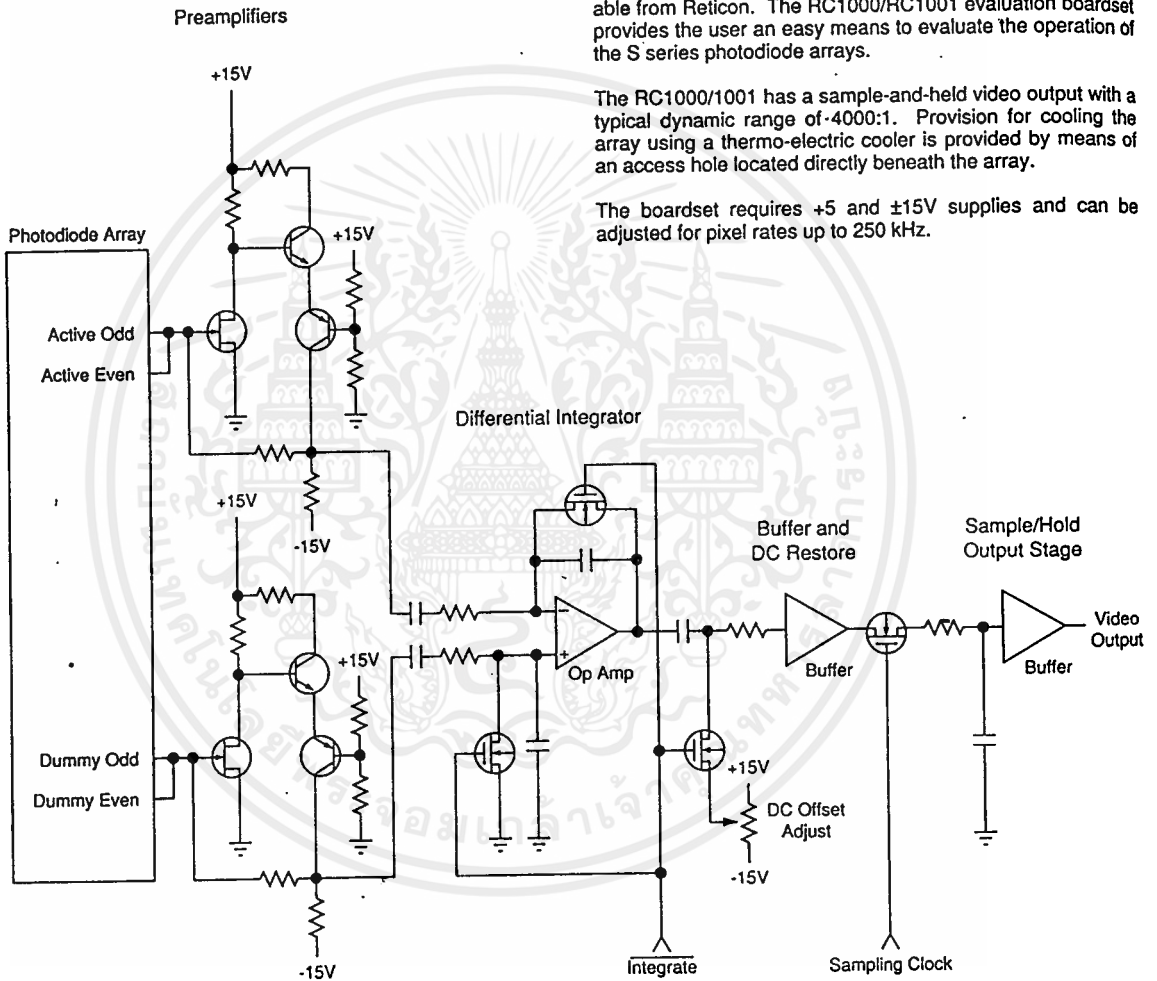 Preamplifiers
able from Reticon. The RC1000/RC1001 evaluation boardset
provides the user an easy means to evaluate the operation of
the S series photodiode arrays.
The RC1000/1001 has a sample-and-held video output with a
typical dynamic range of 4000:1. Provision for cooling the
array using a thermo-electric cooler is provided by means of
an access hole located directly beneath the array.
The boardset requires +5 and ±15V supplies and can be
adjusted for pixel rates up to 250 kHz.
+15V
Photodiode Array
+15V
Active Odd
Active Even
Differential Integrator
+15V
-15V
Buffer and
DC Restore
Sample/Hold
Output Stage
+15V
−
+
Op Amp
Buffer
Buffer
Video
Output
Dummy Odd
Dummy Even
+15V
DC Offset
Adjust
-15V
-15V
Integrate
Sampling Clock